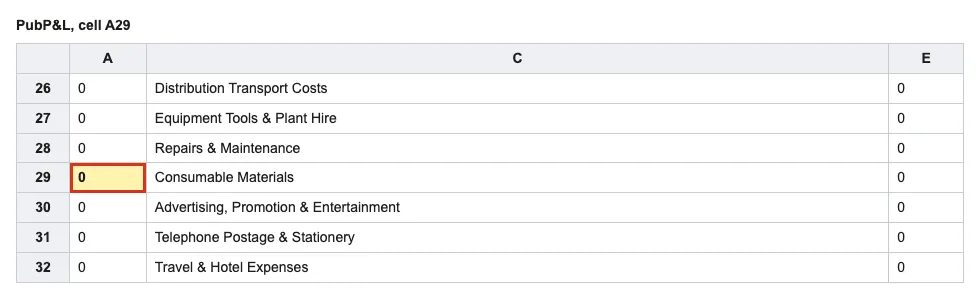 PubP&L, cell A29
A C E
26 0 Distribution Transport Costs 0
27 0 Equipment Tools & Plant Hire 0
28 0 Repairs & Maintenance 0
29 0 Consumable Materials 0
30 0 Advertising, Promotion & Entertainment 0
31 0 Telephone Postage & Stationery 0
32 0 Travel & Hotel Expenses 0